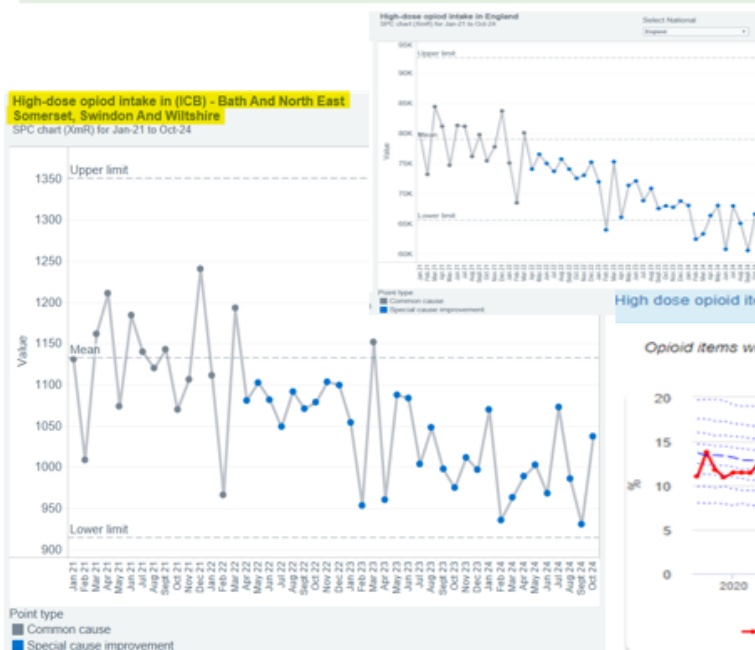 High-dose opiod intake in England
SPC chart (XmR) for Jan-21 to Oct-24
Select National
England
95K
Upper limit
90K
85K
80K
Mean
75K
70K
Lower limit
65K
60K
Value
Point type
Common cause
Special cause improvement
High-dose opiod intake in (ICB) - Bath And North East
Somerset, Swindon And Wiltshire
SPC chart (XmR) for Jan-21 to Oct-24
Upper limit
1350
1300
1250
1200
1150
Mean
1100
1050
1000
950
Lower limit
900
Value
Jan 21
Feb 21
Mar 21
Apr 21
May 21
Jun 21
Jul 21
Aug 21
Sept 21
Oct 21
Nov 21
Dec 21
Jan 22
Feb 22
Mar 22
Apr 22
May 22
Jun 22
Jul 22
Aug 22
Sept 22
Oct 22
Nov 22
Dec 22
Jan 23
Feb 23
Mar 23
Apr 23
May 23
Jun 23
Jul 23
Aug 23
Sept 23
Oct 23
Nov 23
Dec 23
Jan 24
Feb 24
Mar 24
Apr 24
May 24
Jun 24
Jul 24
Aug 24
Sept 24
Oct 24
Point type
Common cause
Special cause improvement
High dose opioid ite
Opioid items w
20
15
10
5
0
%
2020